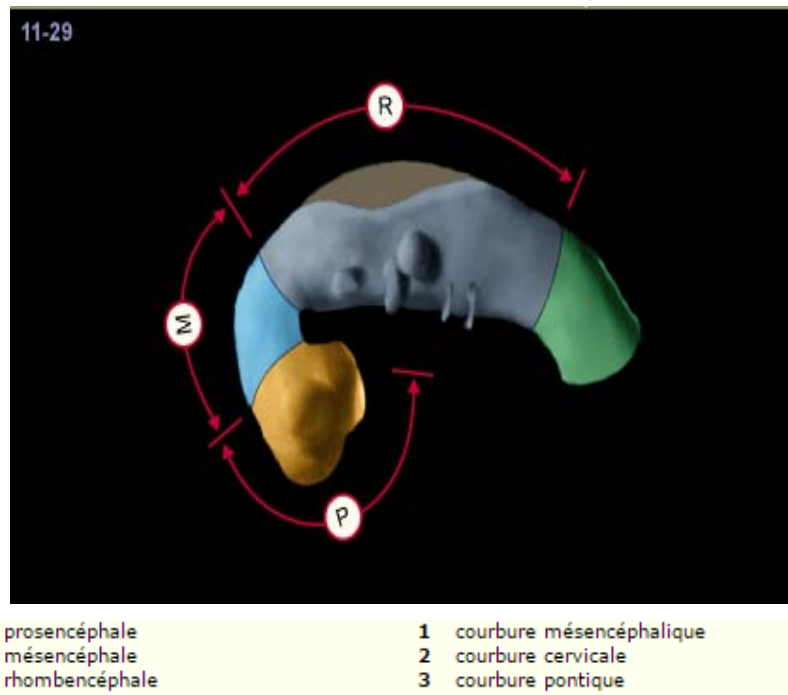 11-29
R
M
P
prosencéphale 1 courbure mésencéphalique
mésencéphale 2 courbure cervicale
rhombencéphale 3 courbure pontique